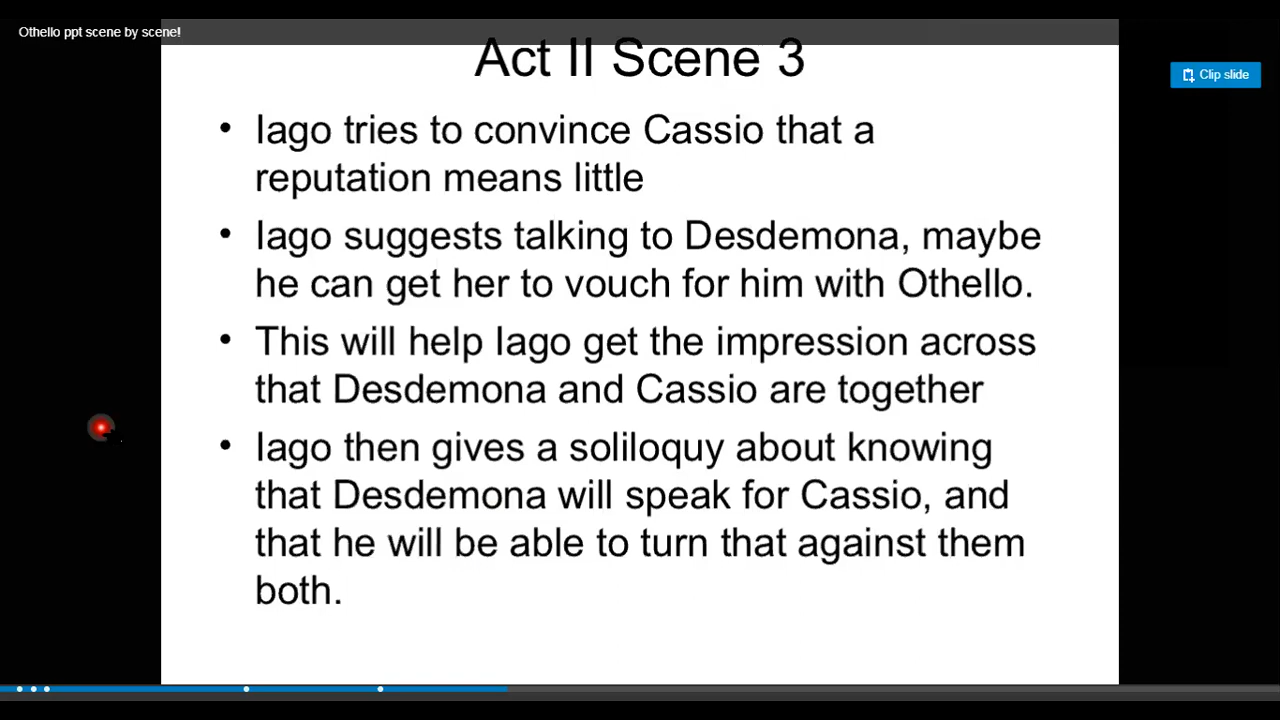 Othello ppt scene by scene!
Act II Scene 3
Clip slide
• Iago tries to convince Cassio that a
reputation means little
• Iago suggests talking to Desdemona, maybe
he can get her to vouch for him with Othello.
• This will help Iago get the impression across
that Desdemona and Cassio are together
• Iago then gives a soliloquy about knowing
that Desdemona will speak for Cassio, and
that he will be able to turn that against them
both.